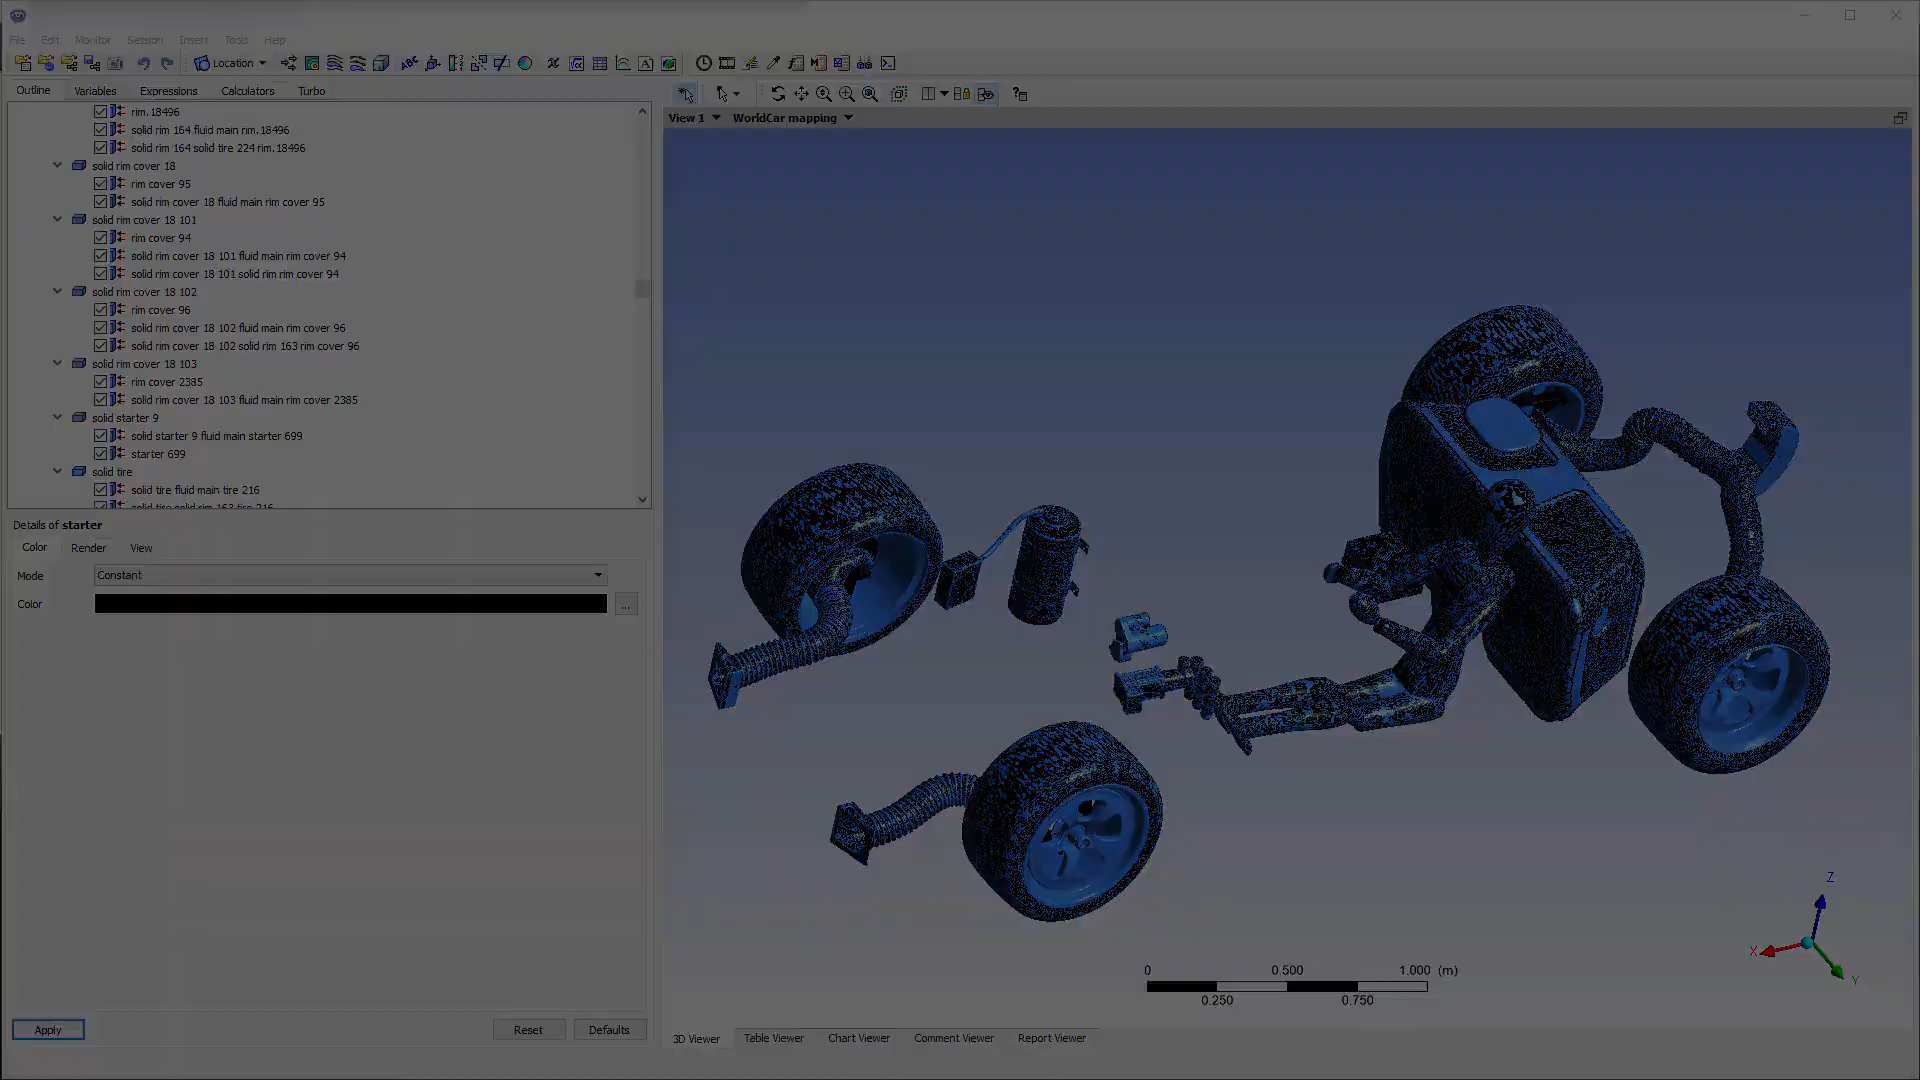 File Edit Monitor Session Insert Tools Help
Location
Outline Variables Expressions Calculators Turbo
rim.18496
solid rim 164 fluid main rim.18496
solid rim 164 solid tire 224 rim.18496
solid rim cover 18
rim cover 95
solid rim cover 18 fluid main rim cover 95
solid rim cover 18 101
rim cover 94
solid rim cover 18 101 fluid main rim cover 94
solid rim cover 18 101 solid rim rim cover 94
solid rim cover 18 102
rim cover 96
solid rim cover 18 102 fluid main rim cover 96
solid rim cover 18 102 solid rim 163 rim cover 96
solid rim cover 18 103
rim cover 2385
solid rim cover 18 103 fluid main rim cover 2385
solid starter 9
solid starter 9 fluid main starter 699
starter 699
solid tire
solid tire fluid main tire 216
solid tire solid rim 163 tire 216
Details of starter
Color Render View
Mode Constant
Color ...
Apply Reset Defaults
View 1 WorldCar mapping
Z
X
Y
0 0.500 1.000 (m)
0.250 0.750
3D Viewer Table Viewer Chart Viewer Comment Viewer Report Viewer